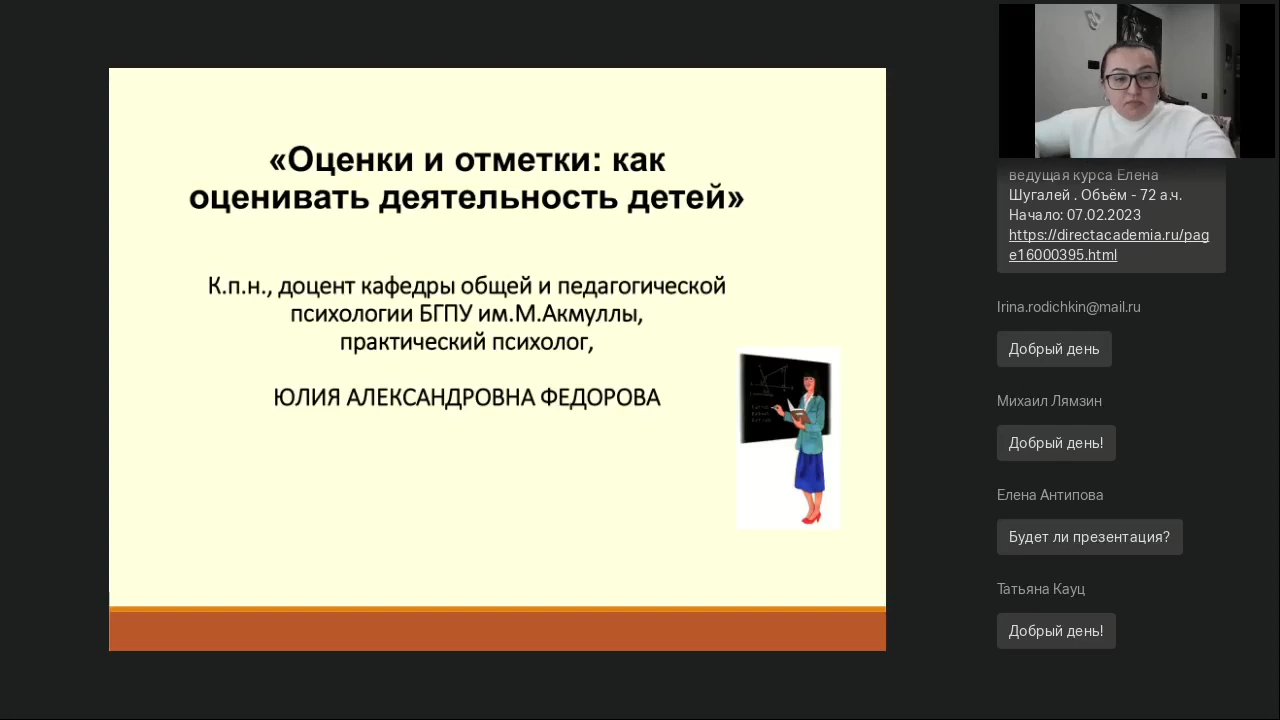 «Оценки и отметки: как
оценивать деятельность детей»
К.п.н., доцент кафедры общей и педагогической
психологии БГПУ им.М.Акмуллы,
практический психолог,
ЮЛИЯ АЛЕКСАНДРОВНА ФЕДОРОВА
ведущая курса Елена
Шугалей . Объём - 72 а.ч.
Начало: 07.02.2023
https://directacademia.ru/pag
e16000395.html
Irina.rodichkin@mail.ru
Добрый день
Михаил Лямзин
Добрый день!
Елена Антипова
Будет ли презентация?
Татьяна Кауц
Добрый день!